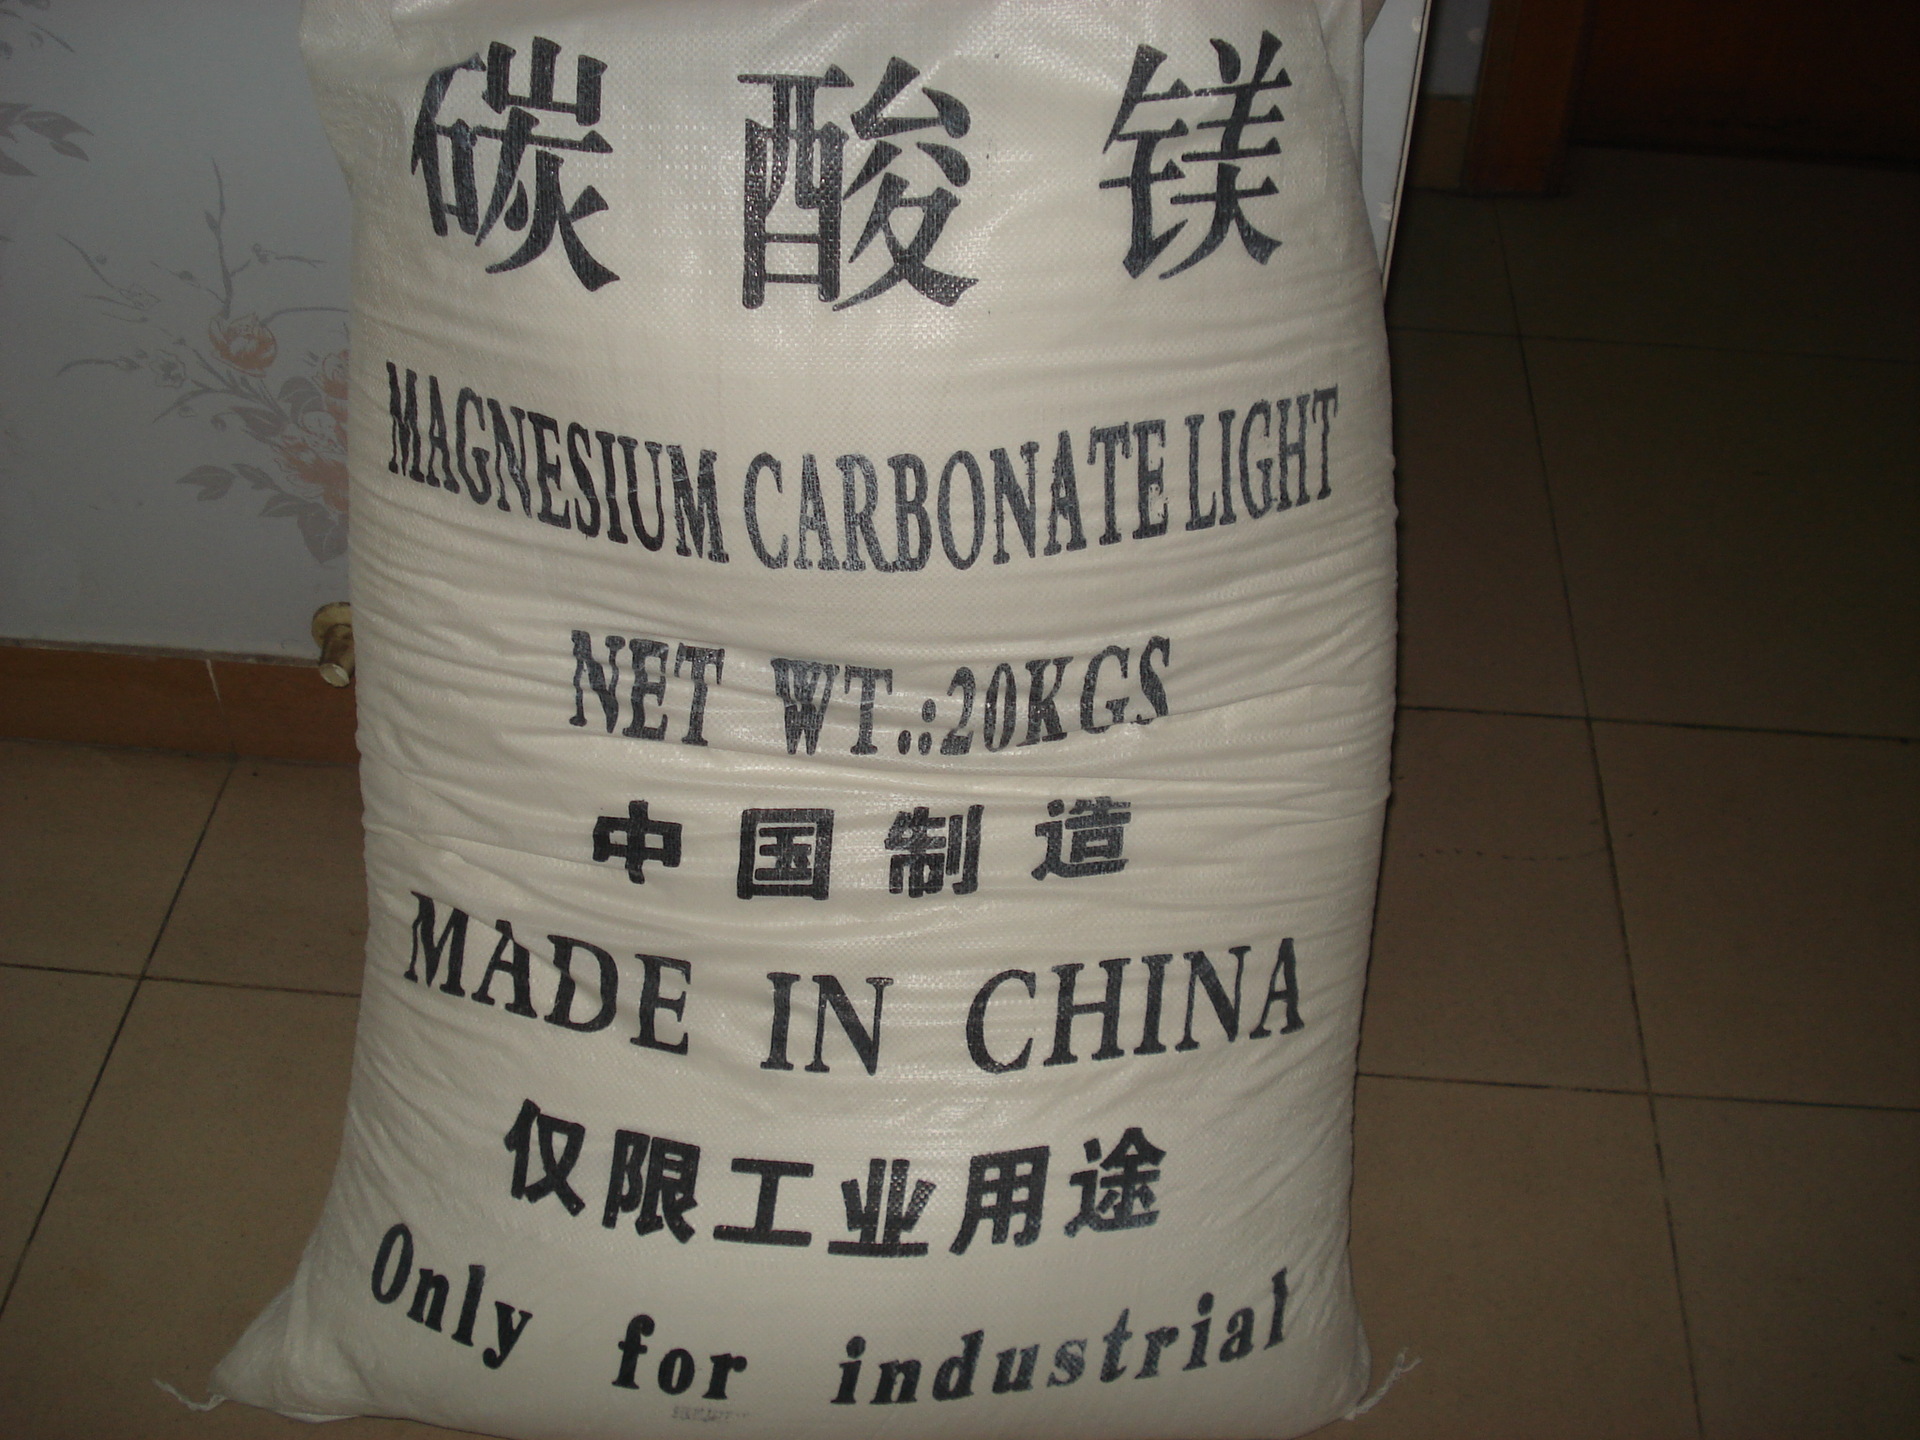 碳酸镁
MAGNESIUM CARBONATE LIGHT
NET WT.:20KGS
中国制造
MADE IN CHINA
仅限工业用途
Only for industrial